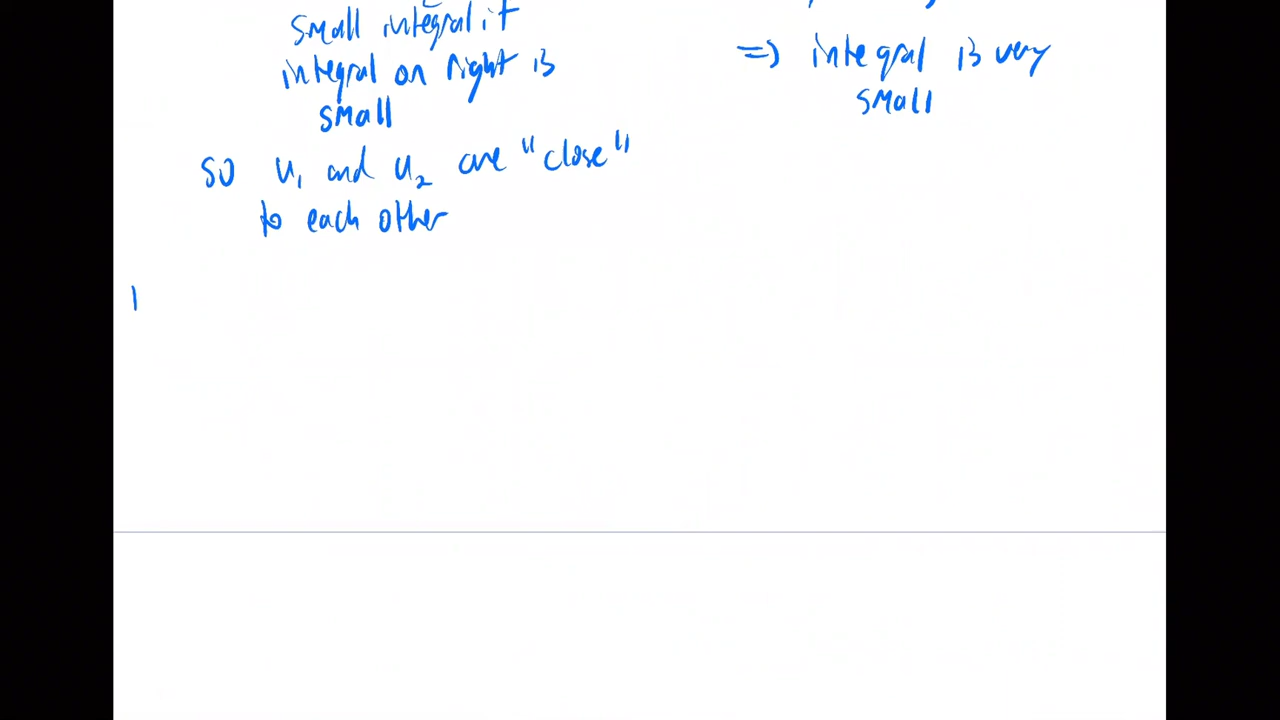 small integral if
integral on right is
small
so u₁ and u₂ are "close"
to each other
=> integral is very
small